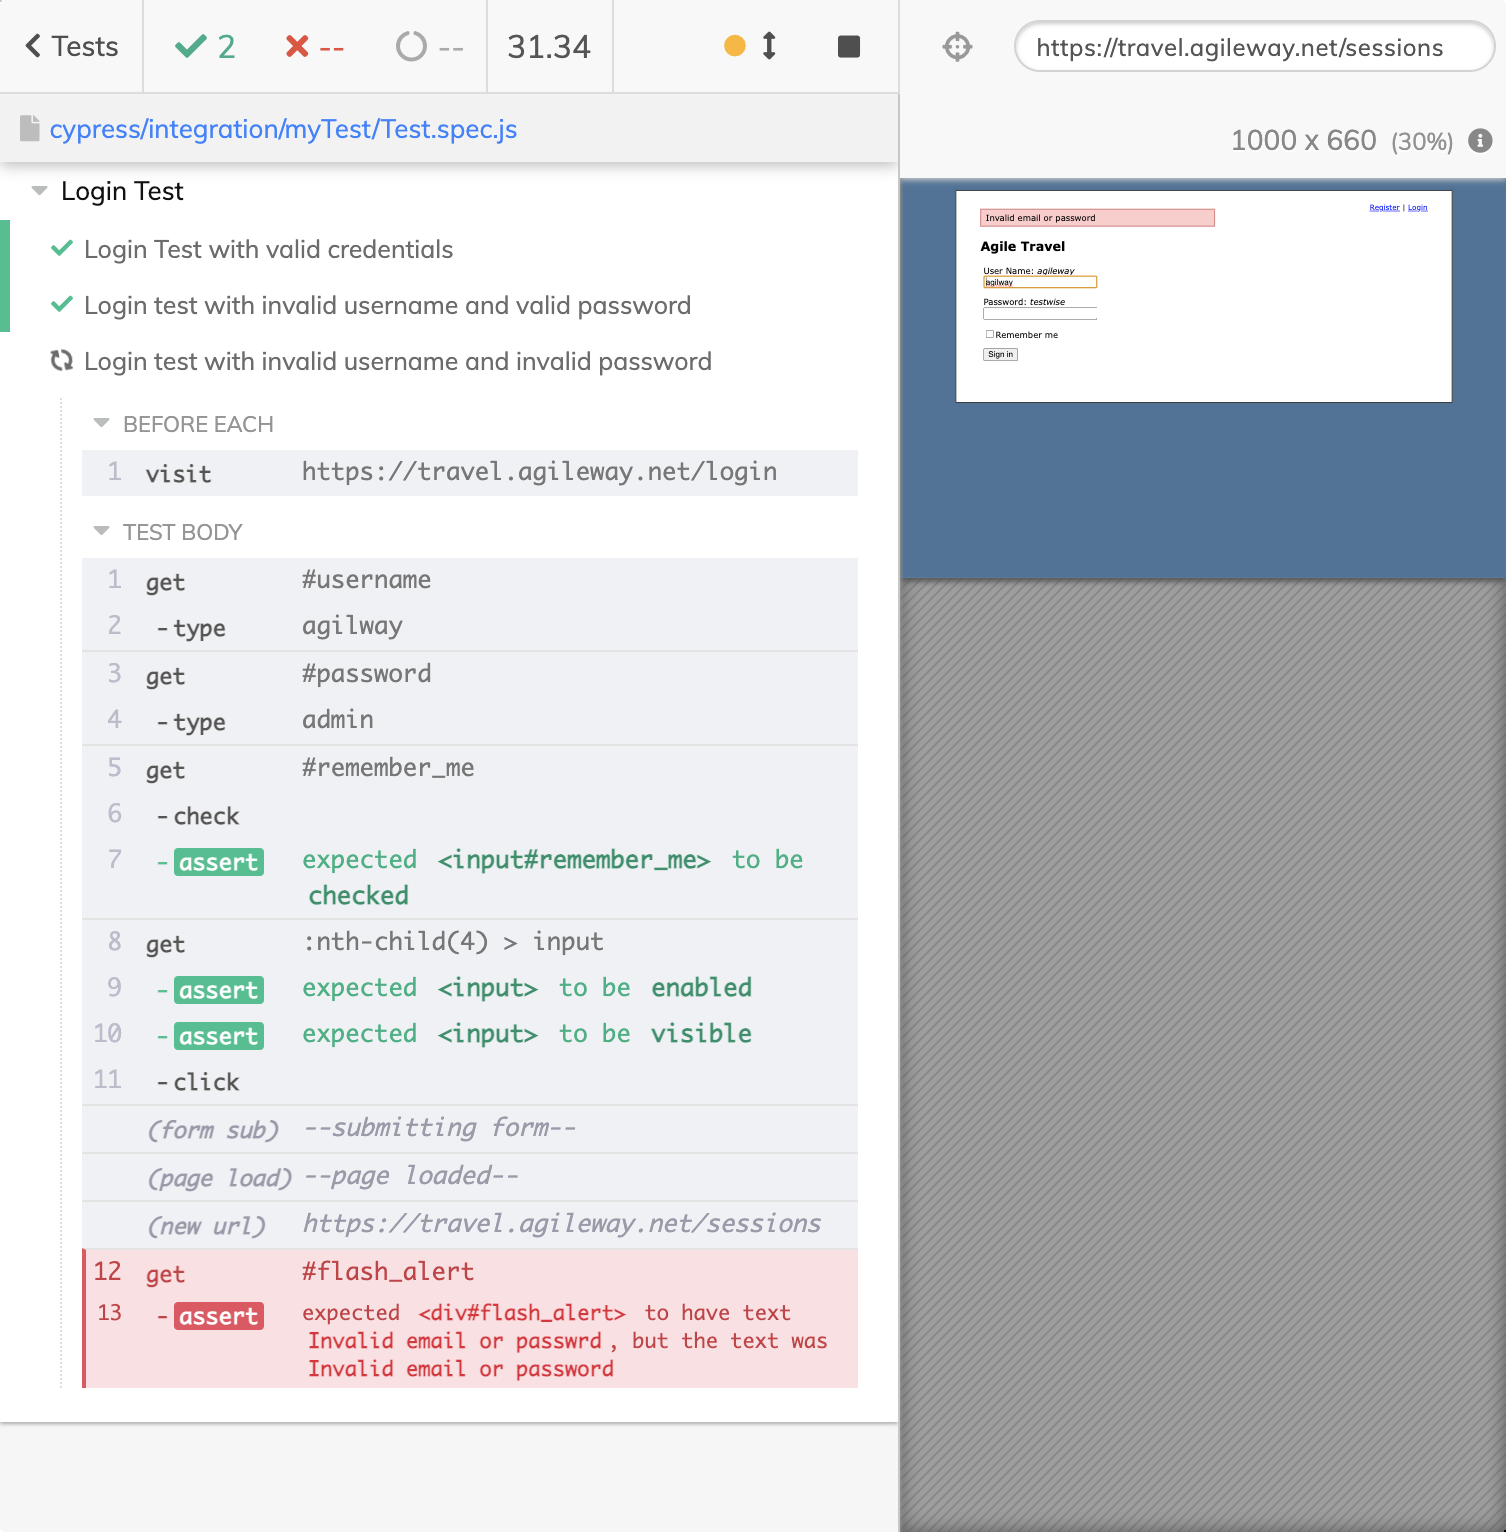 Tests
2
--
--
31.34
https://travel.agileway.net/sessions
cypress/integration/myTest/Test.spec.js
1000 x 660 (30%)
Login Test
Login Test with valid credentials
Login test with invalid username and valid password
Login test with invalid username and invalid password
BEFORE EACH
1 visit https://travel.agileway.net/login
TEST BODY
1 get #username
2 -type agilway
3 get #password
4 -type admin
5 get #remember_me
6 -check
7 -assert expected <input#remember_me> to be
checked
8 get :nth-child(4) > input
9 -assert expected <input> to be enabled
10 -assert expected <input> to be visible
11 -click
(form sub) --submitting form--
(page load) --page loaded--
(new url) https://travel.agileway.net/sessions
12 get #flash_alert
13 -assert expected <div#flash_alert> to have text
Invalid email or passwrd, but the text was
Invalid email or password
Register | Login
Invalid email or password
Agile Travel
User Name: agileway
agilway
Password: testwise
Remember me
Sign in